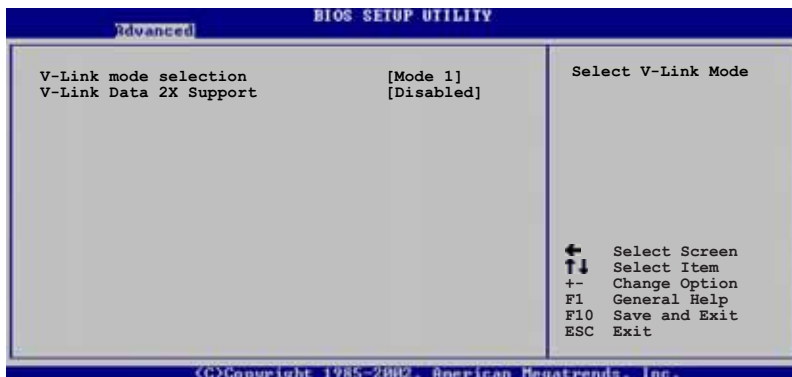 BIOS SETUP UTILITY
Advanced
V-Link mode selection [Mode 1]
V-Link Data 2X Support [Disabled]
Select V-Link Mode
← Select Screen
↑↓ Select Item
+- Change Option
F1 General Help
F10 Save and Exit
ESC Exit
(C)Copyright 1985-2002, American Megatrends, Inc.